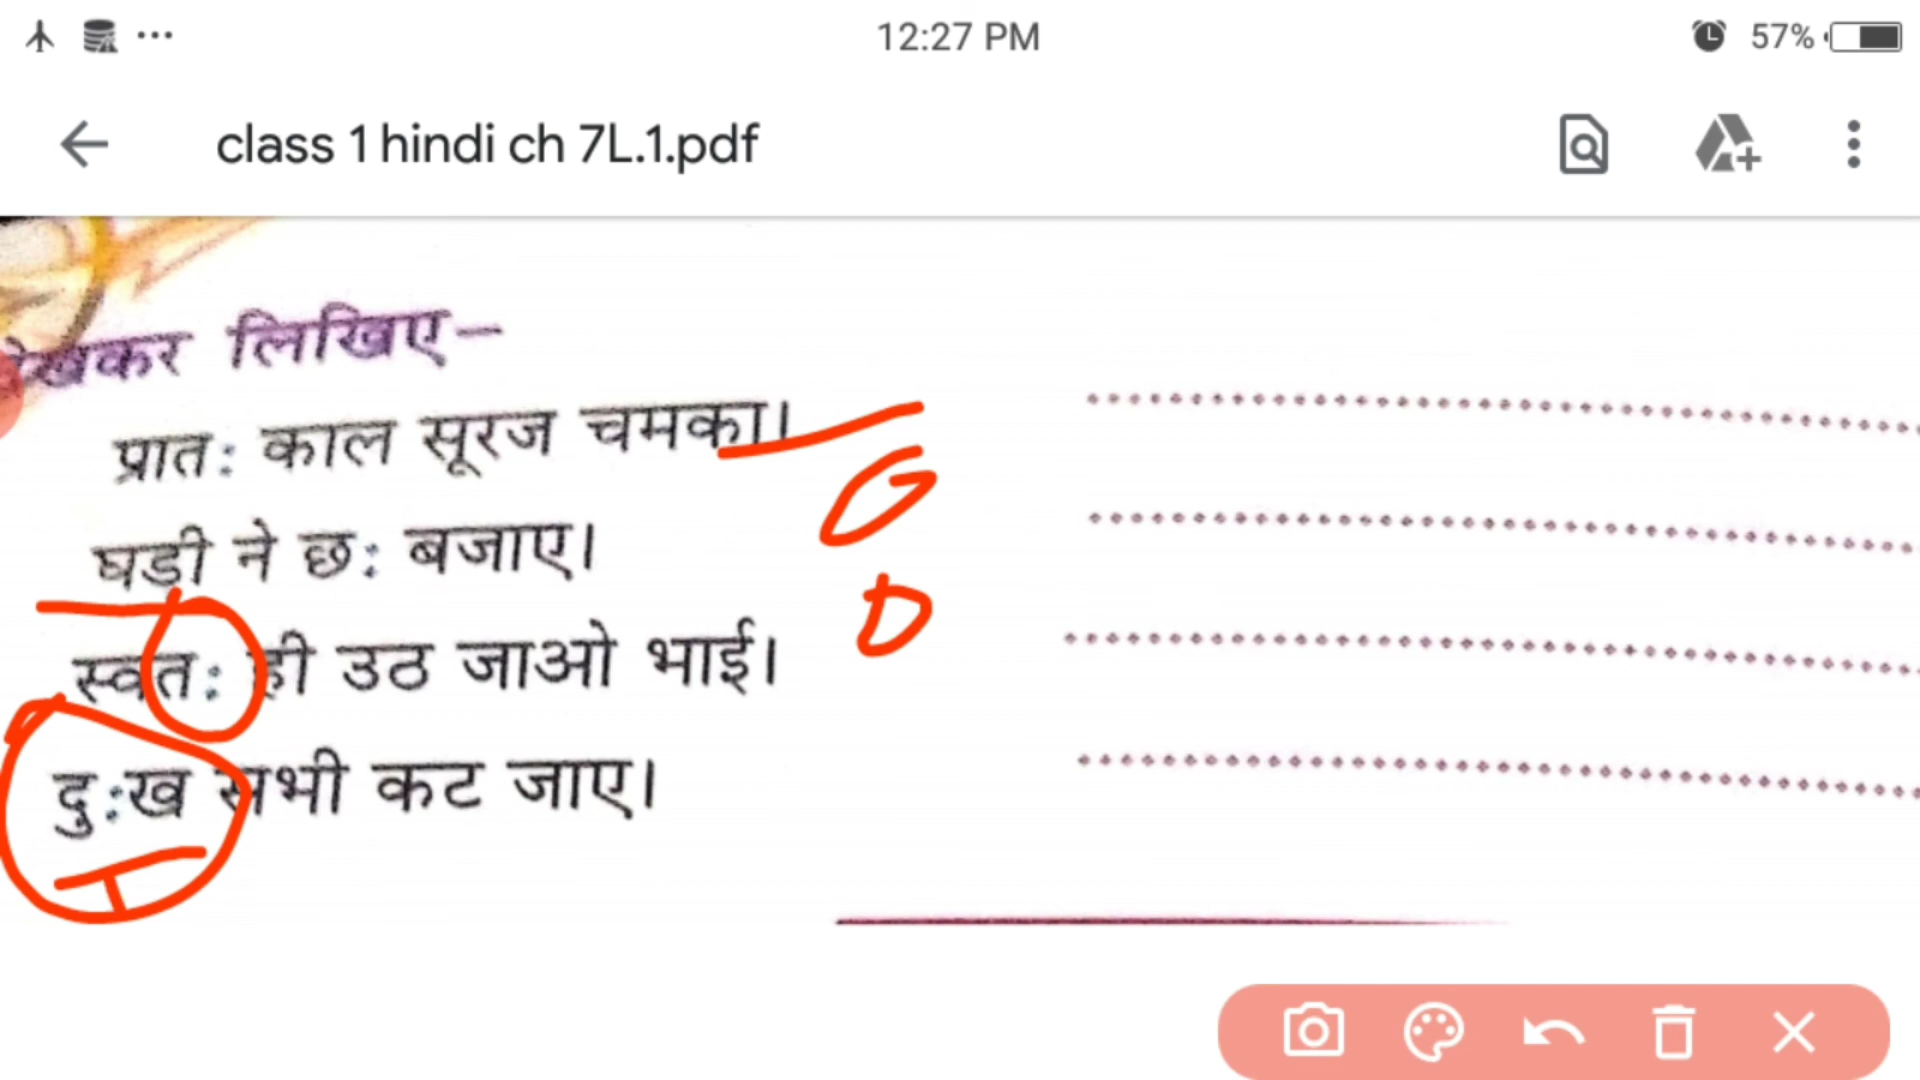 12:27 PM 57%
class 1 hindi ch 7L.1.pdf
देखकर लिखिए–
प्रातः काल सूरज चमका।
घड़ी ने छः बजाए।
स्वतः ही उठ जाओ भाई।
दुःख सभी कट जाए।